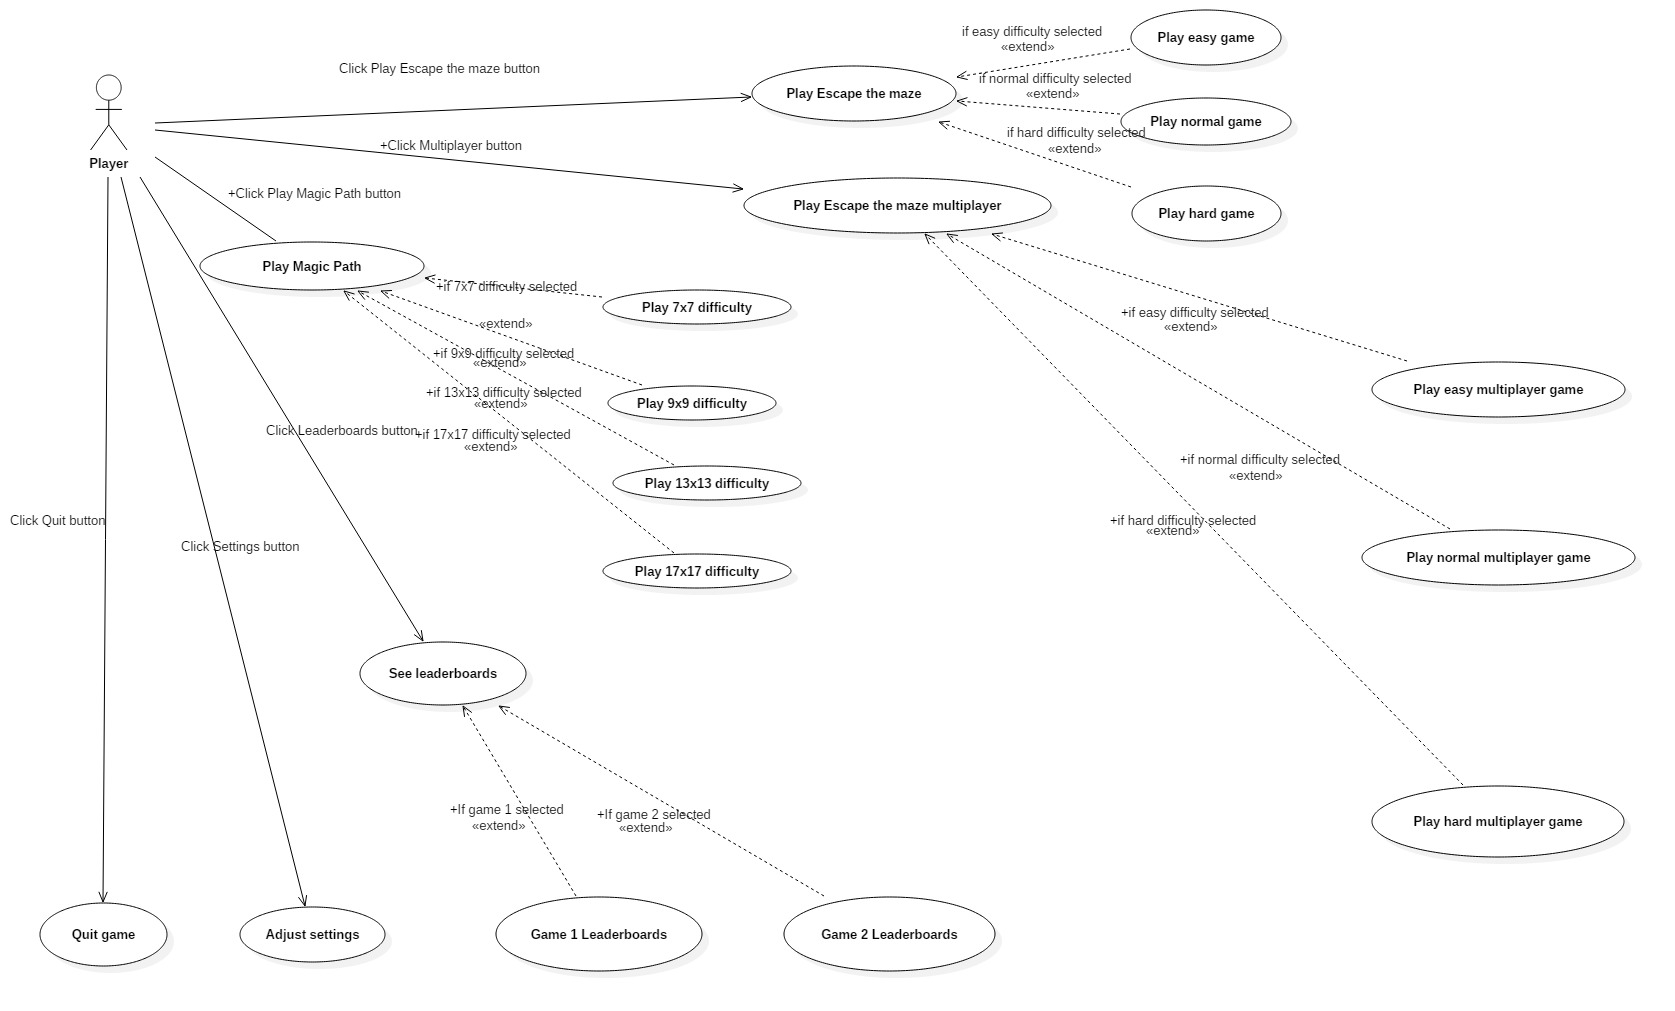 if easy difficulty selected
«extend»
Play easy game
Click Play Escape the maze button
if normal difficulty selected
«extend»
Play Escape the maze
Play normal game
if hard difficulty selected
«extend»
Player
+Click Multiplayer button
+Click Play Magic Path button
Play Escape the maze multiplayer
Play hard game
Play Magic Path
+if 7x7 difficulty selected
«extend»
Play 7x7 difficulty
+if easy difficulty selected
«extend»
+if 9x9 difficulty selected
«extend»
Play 9x9 difficulty
Play easy multiplayer game
+if 13x13 difficulty selected
«extend»
Click Leaderboards button
+if 17x17 difficulty selected
«extend»
Play 13x13 difficulty
+if normal difficulty selected
«extend»
Click Quit button
Click Settings button
+if hard difficulty selected
«extend»
Play 17x17 difficulty
Play normal multiplayer game
See leaderboards
+If game 1 selected
«extend»
+If game 2 selected
«extend»
Play hard multiplayer game
Quit game
Adjust settings
Game 1 Leaderboards
Game 2 Leaderboards